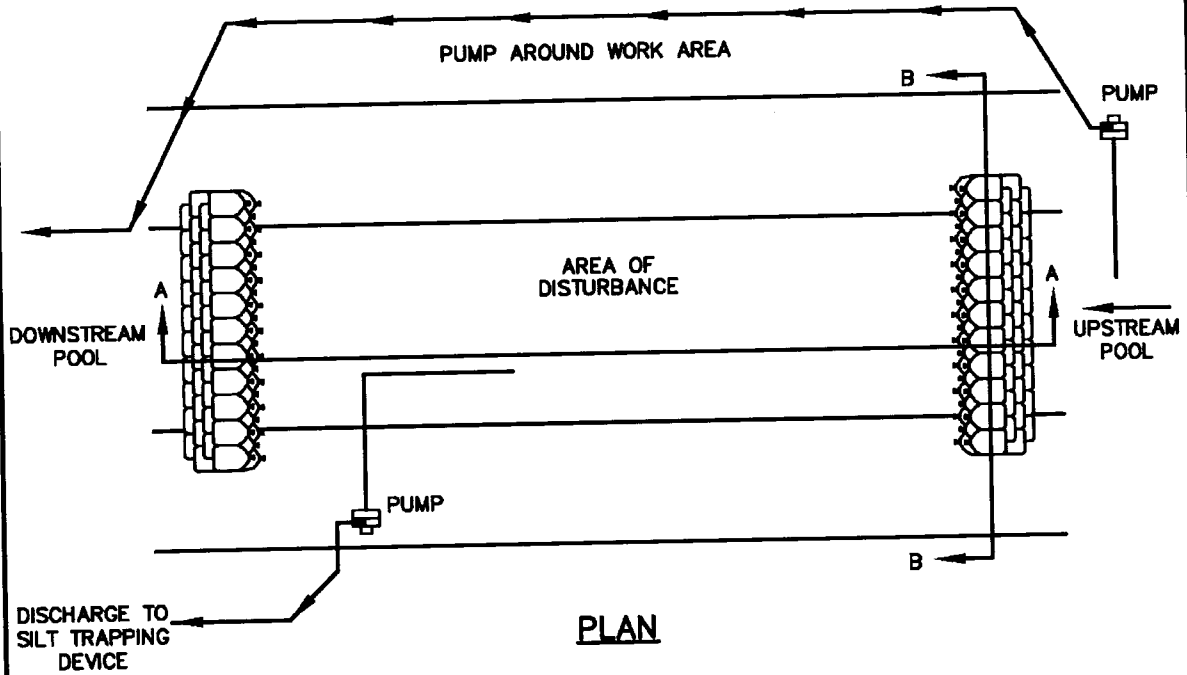 PUMP AROUND WORK AREA
B
PUMP
AREA OF
DISTURBANCE
A
A
DOWNSTREAM
POOL
UPSTREAM
POOL
PUMP
B
DISCHARGE TO
SILT TRAPPING
DEVICE
PLAN